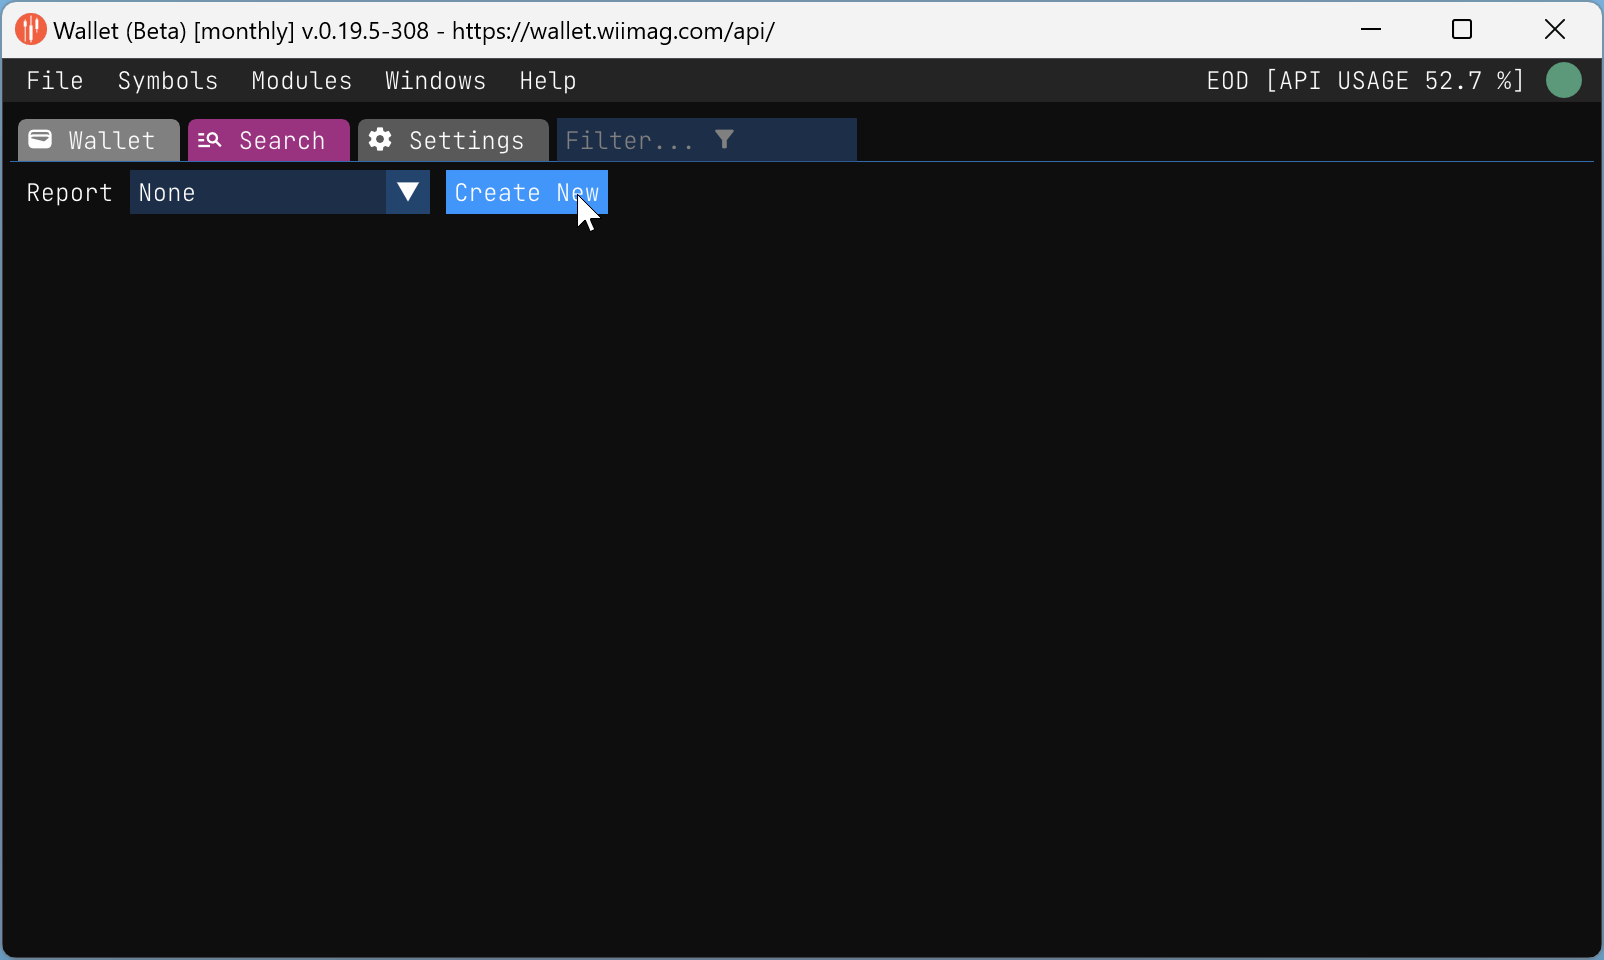 Wallet (Beta) [monthly] v.0.19.5-308 - https://wallet.wiimag.com/api/
File Symbols Modules Windows Help EOD [API USAGE 52.7 %]
Wallet Search Settings Filter...
Report None Create New